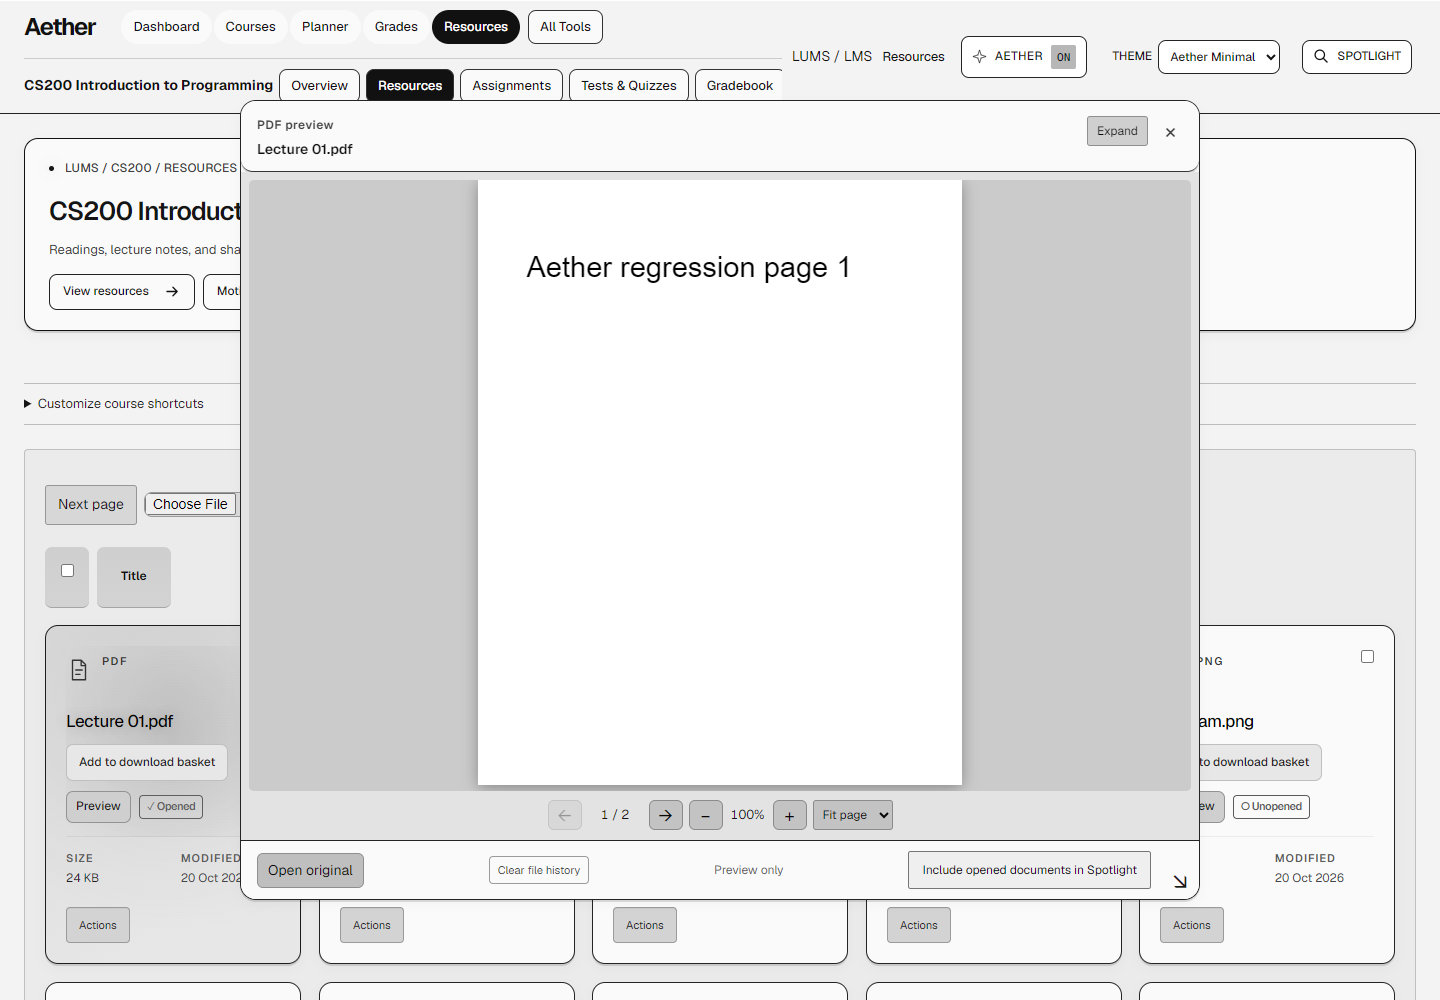 Aether
Dashboard
Courses
Planner
Grades
Resources
All Tools
LUMS / LMS Resources
AETHER ON
THEME
Aether Minimal
SPOTLIGHT
CS200 Introduction to Programming
Overview
Resources
Assignments
Tests & Quizzes
Gradebook
LUMS / CS200 / RESOURCES
CS200 Introduct
Readings, lecture notes, and sha
View resources
Mot
Customize course shortcuts
Next page
Choose File
Title
PDF
Lecture 01.pdf
Add to download basket
Preview
✓ Opened
SIZE
24 KB
MODIFIED
20 Oct 202
Actions
PDF preview
Lecture 01.pdf
Expand
Aether regression page 1
1 / 2
100%
Fit page
Open original
Clear file history
Preview only
Include opened documents in Spotlight
Actions
Actions
Actions
PNG
am.png
to download basket
ew
Unopened
MODIFIED
20 Oct 2026
Actions